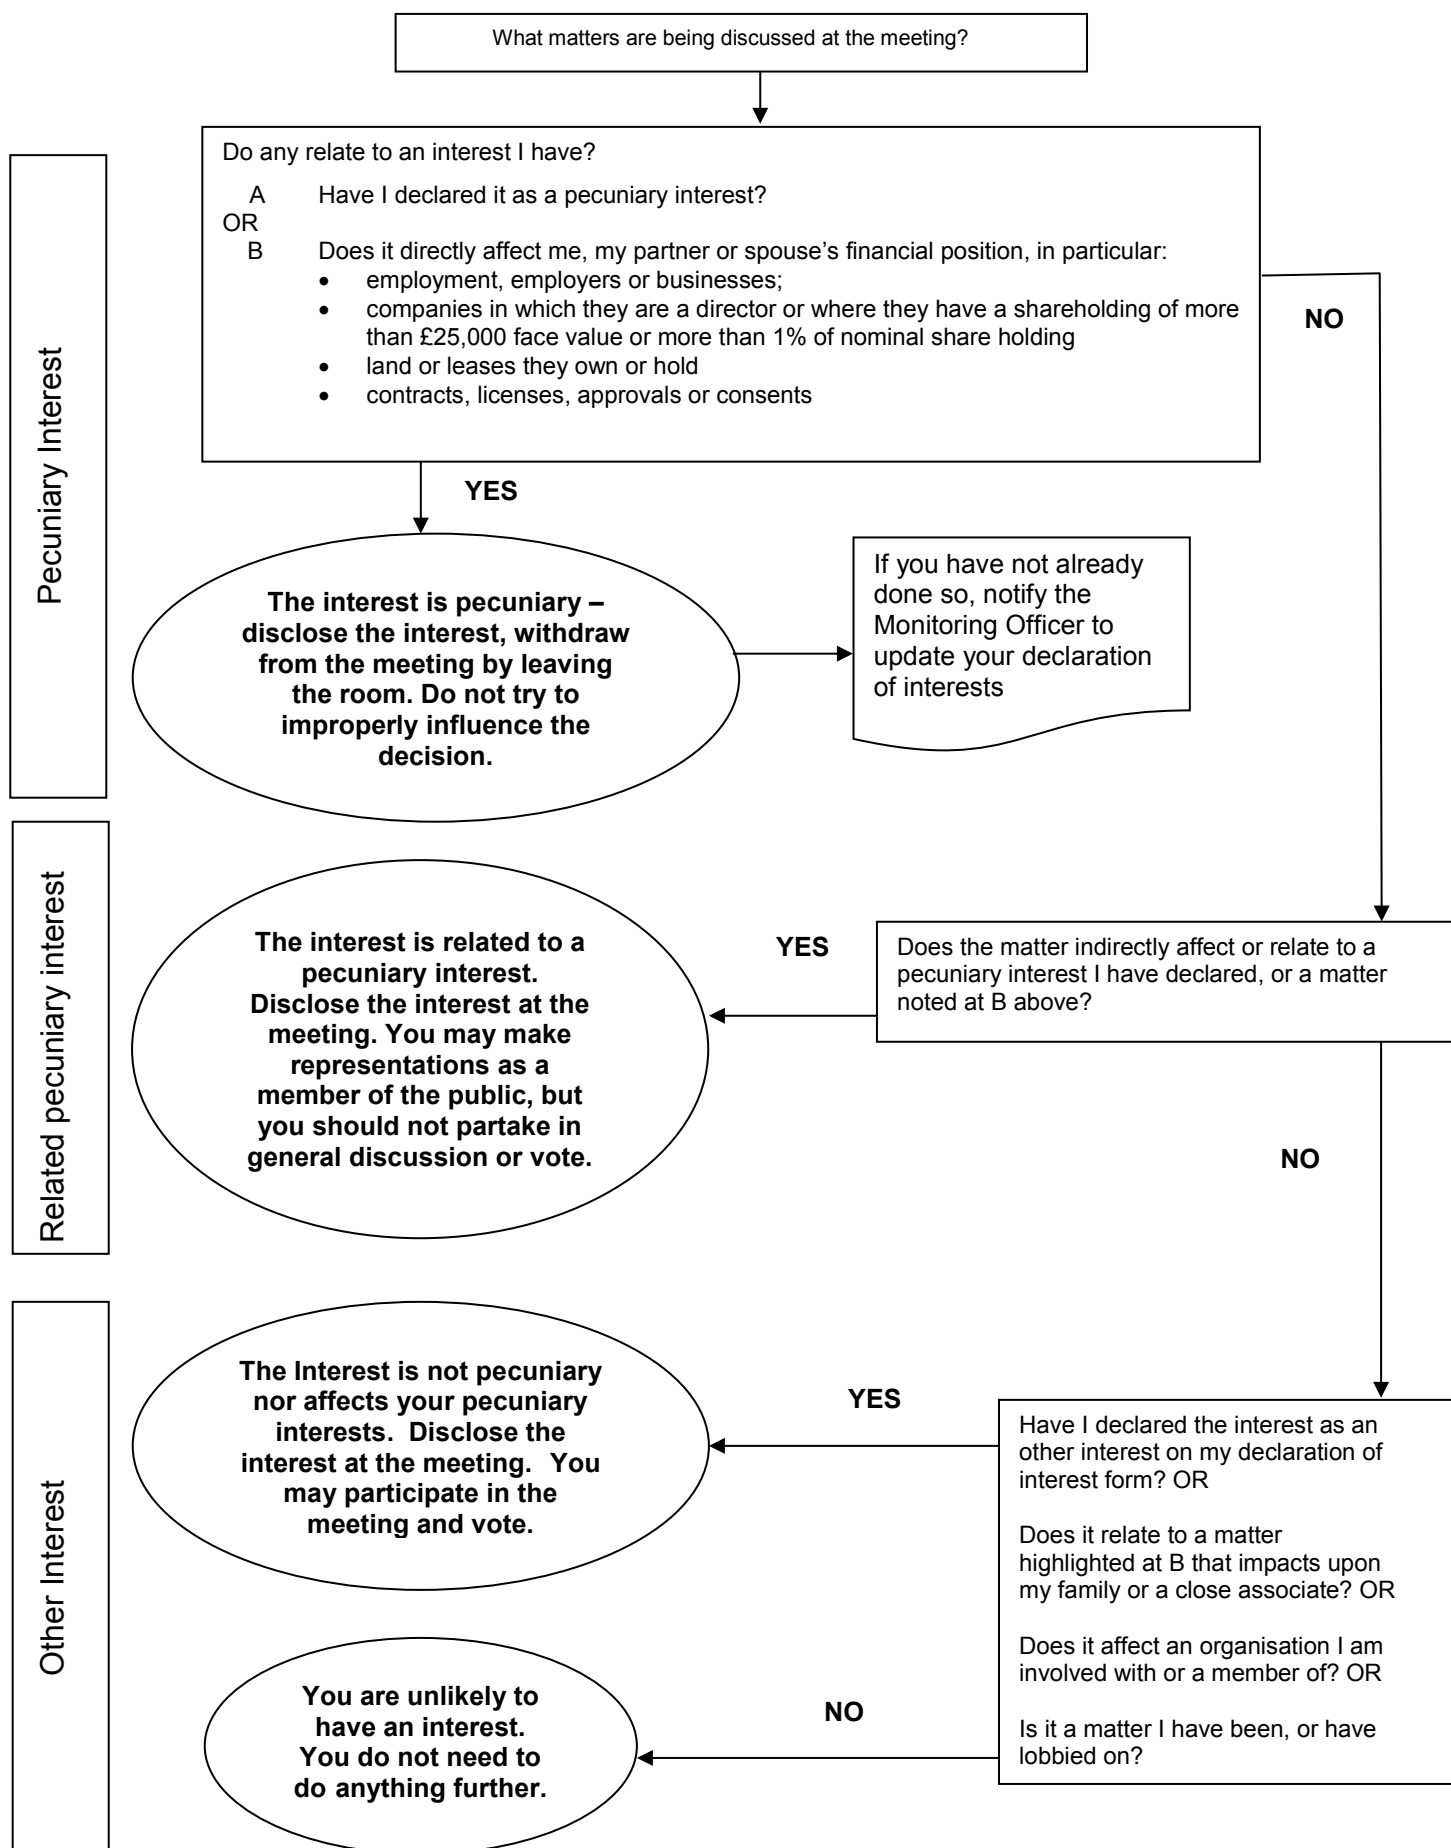 What matters are being discussed at the meeting?
Pecuniary Interest
Do any relate to an interest I have?
A Have I declared it as a pecuniary interest?
OR
B Does it directly affect me, my partner or spouse's financial position, in particular:
• employment, employers or businesses;
• companies in which they are a director or where they have a shareholding of more
than £25,000 face value or more than 1% of nominal share holding
• land or leases they own or hold
• contracts, licenses, approvals or consents
NO
YES
The interest is pecuniary –
disclose the interest, withdraw
from the meeting by leaving
the room. Do not try to
improperly influence the
decision.
If you have not already
done so, notify the
Monitoring Officer to
update your declaration
of interests
Related pecuniary interest
The interest is related to a
pecuniary interest.
Disclose the interest at the
meeting. You may make
representations as a
member of the public, but
you should not partake in
general discussion or vote.
YES
Does the matter indirectly affect or relate to a
pecuniary interest I have declared, or a matter
noted at B above?
NO
Other Interest
The Interest is not pecuniary
nor affects your pecuniary
interests. Disclose the
interest at the meeting. You
may participate in the
meeting and vote.
YES
Have I declared the interest as an
other interest on my declaration of
interest form? OR
Does it relate to a matter
highlighted at B that impacts upon
my family or a close associate? OR
Does it affect an organisation I am
involved with or a member of? OR
Is it a matter I have been, or have
lobbied on?
NO
You are unlikely to
have an interest.
You do not need to
do anything further.